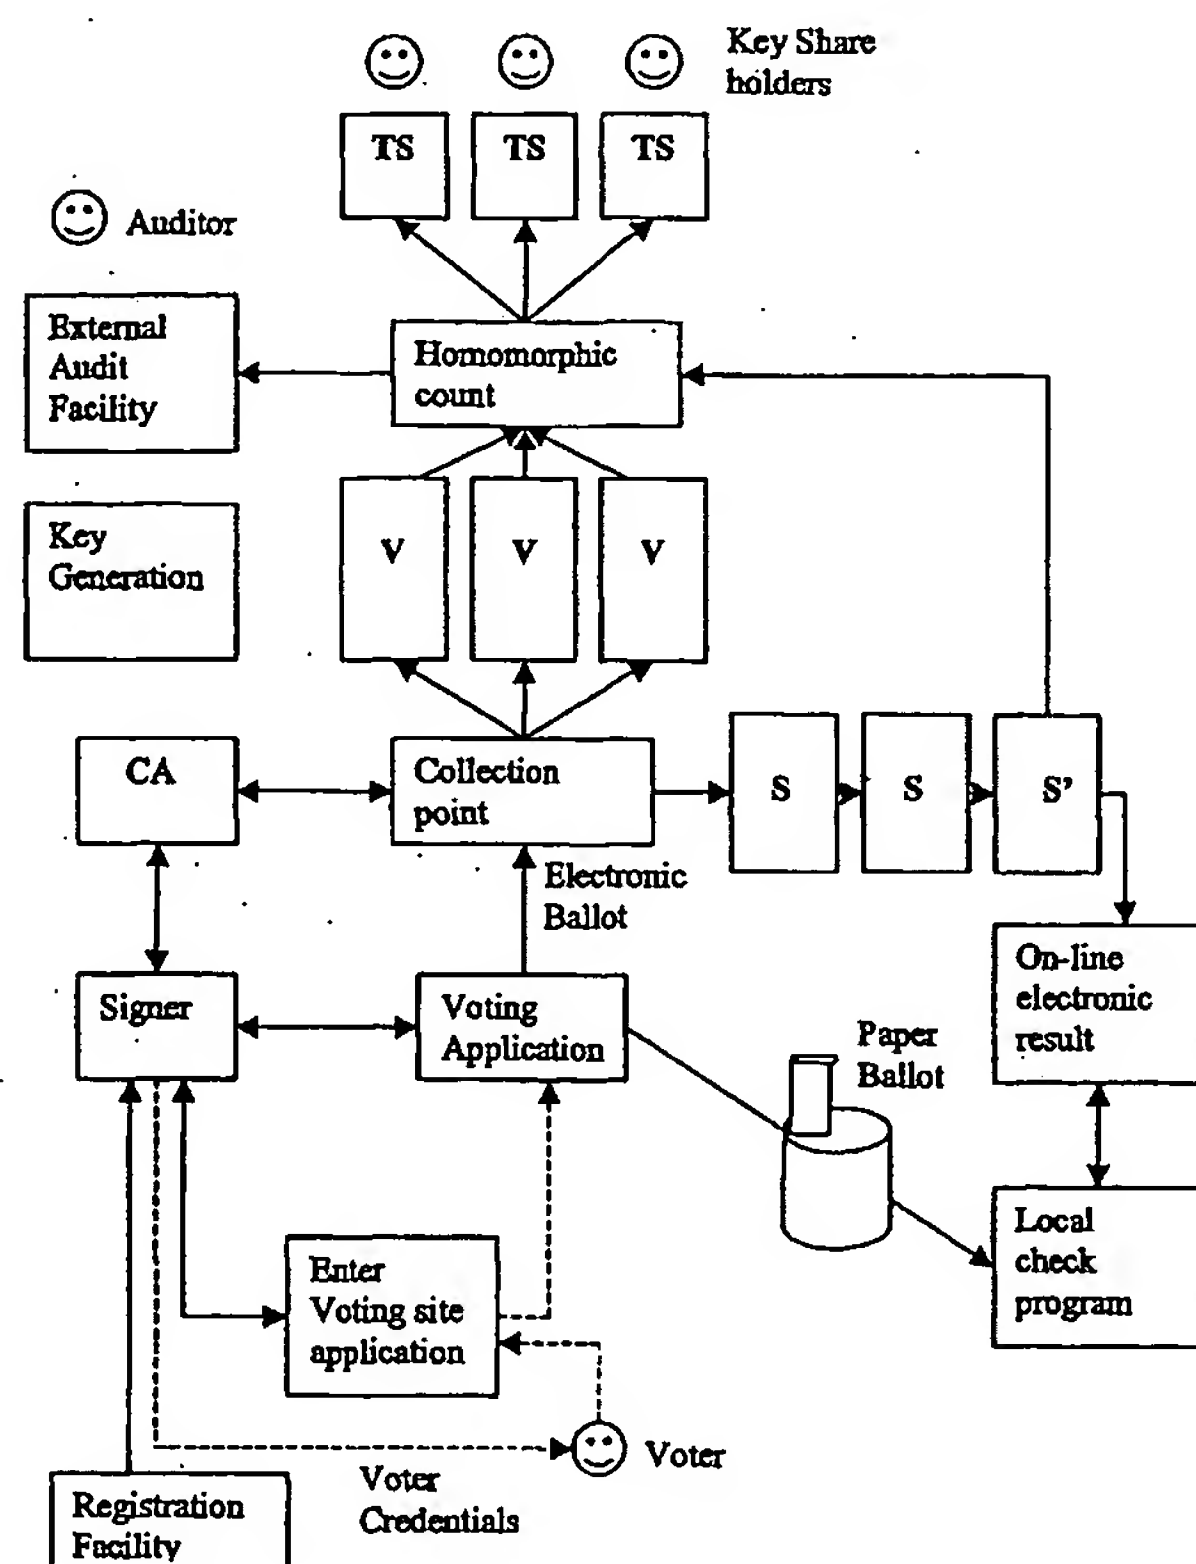 Key Share
holders
TS
TS
TS
Auditor
External
Audit
Facility
Homomorphic
count
Key
Generation
V
V
V
CA
Collection
point
S
S
S'
Electronic
Ballot
Signer
Voting
Application
On-line
electronic
result
Paper
Ballot
Enter
Voting site
application
Local
check
program
Voter
Voter
Credentials
Registration
Facility